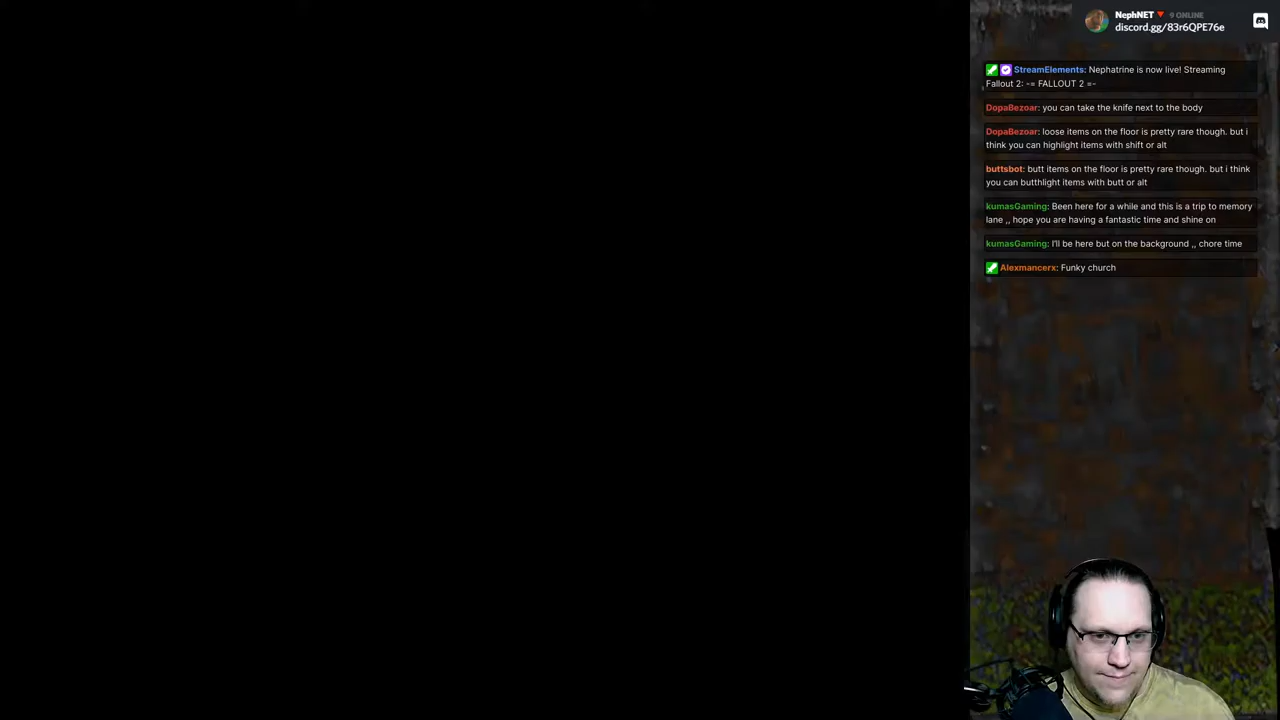 NephNET 9 ONLINE
discord.gg/83r6QPE76e
StreamElements: Nephatrine is now live! Streaming
Fallout 2: -= FALLOUT 2 =-
DopaBezoar: you can take the knife next to the body
DopaBezoar: loose items on the floor is pretty rare though. but i
think you can highlight items with shift or alt
buttsbot: butt items on the floor is pretty rare though. but i think
you can butthlight items with butt or alt
kumasGaming: Been here for a while and this is a trip to memory
lane ,, hope you are having a fantastic time and shine on
kumasGaming: I'll be here but on the background ,, chore time
Alexmancerx: Funky church